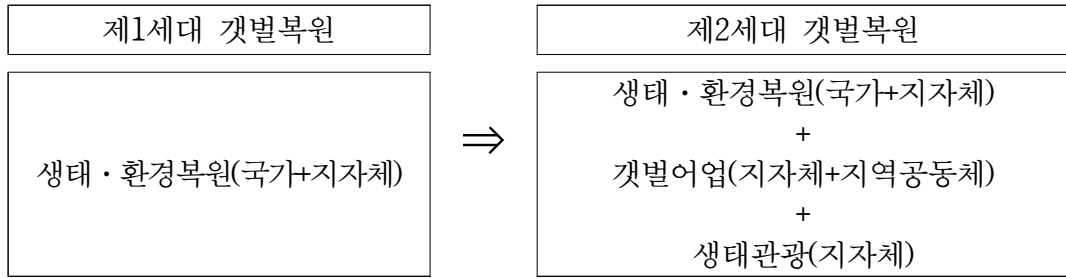 제1세대 갯벌복원
생태・환경복원(국가+지자체)
⇒
제2세대 갯벌복원
생태・환경복원(국가+지자체)
+
갯벌어업(지자체+지역공동체)
+
생태관광(지자체)